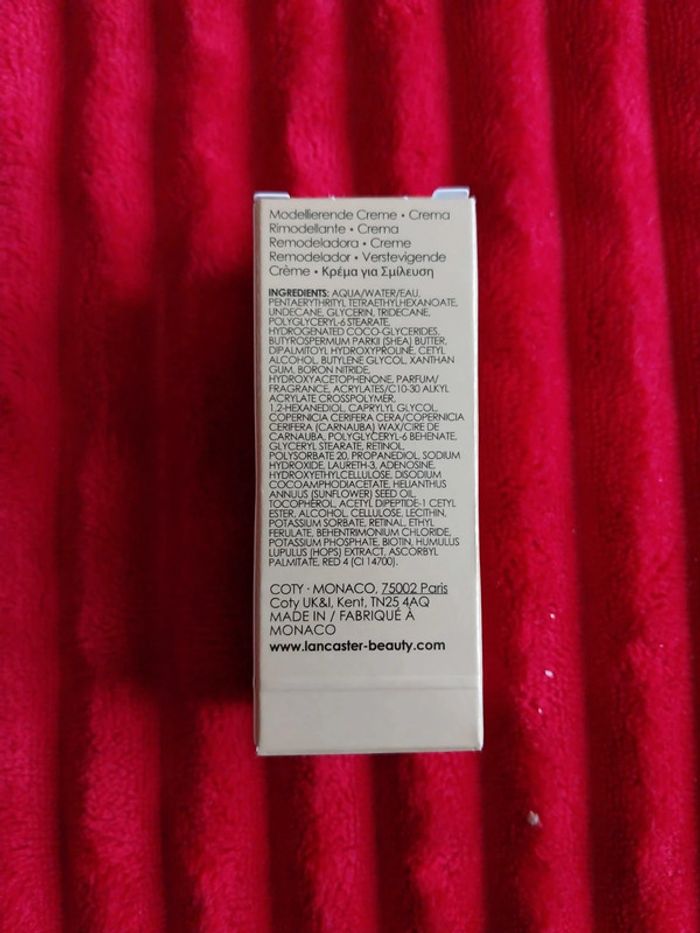 Modellierende Creme • Crema
Rimodellante • Crema
Remodeladora • Creme
Remodelador • Verstevigende
Crème • Κρέμα για Σμίλευση
INGREDIENTS: AQUA/WATER/EAU,
PENTAERYTHRITYL TETRAETHYLHEXANOATE,
UNDECANE, GLYCERIN, TRIDECANE,
POLYGLYCERYL-6 STEARATE,
HYDROGENATED COCO-GLYCERIDES,
BUTYROSPERMUM PARKII (SHEA) BUTTER,
DIPALMITOYL HYDROXYPROLINE, CETYL
ALCOHOL, BUTYLENE GLYCOL, XANTHAN
GUM, BORON NITRIDE,
HYDROXYACETOPHENONE, PARFUM/
FRAGRANCE, ACRYLATES/C10-30 ALKYL
ACRYLATE CROSSPOLYMER,
1,2-HEXANEDIOL, CAPRYLYL GLYCOL,
COPERNICIA CERIFERA CERA/COPERNICIA
CERIFERA (CARNAUBA) WAX/CIRE DE
CARNAUBA, POLYGLYCERYL-6 BEHENATE,
GLYCERYL STEARATE, RETINOL,
POLYSORBATE 20, PROPANEDIOL, SODIUM
HYDROXIDE, LAURETH-3, ADENOSINE,
HYDROXYETHYLCELLULOSE, DISODIUM
COCOAMPHODIACETATE, HELIANTHUS
ANNUUS (SUNFLOWER) SEED OIL,
TOCOPHEROL, ACETYL DIPEPTIDE-1 CETYL
ESTER, ALCOHOL, CELLULOSE, LECITHIN,
POTASSIUM SORBATE, RETINAL, ETHYL
FERULATE, BEHENTRIMONIUM CHLORIDE,
POTASSIUM PHOSPHATE, BIOTIN, HUMULUS
LUPULUS (HOPS) EXTRACT, ASCORBYL
PALMITATE, RED 4 (CI 14700).
COTY · MONACO, 75002 Paris
Coty UK&I, Kent, TN25 4AQ
MADE IN / FABRIQUÉ À
MONACO
www.lancaster-beauty.com